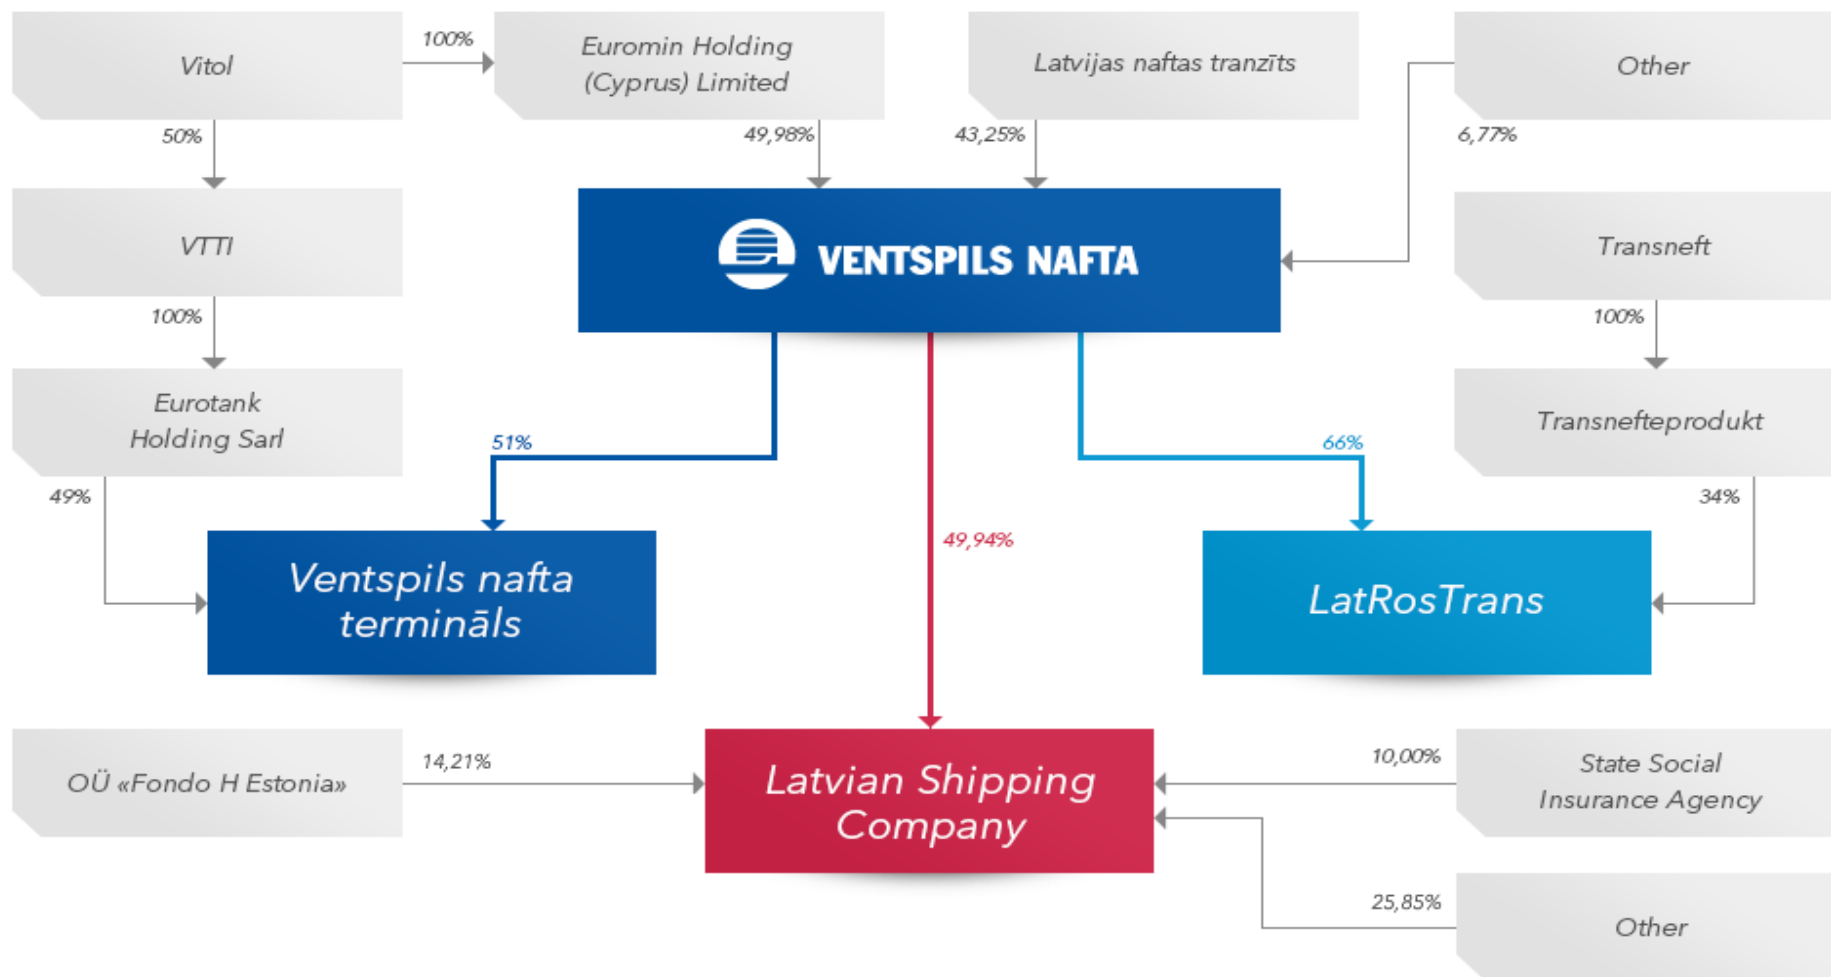 Vitol
100%
Euromin Holding
(Cyprus) Limited
Latvijas naftas tranzīts
Other
50%
49,98%
43,25%
6,77%
VTTI
VENTSPILS NAFTA
Transneft
100%
100%
Eurotank
Holding Sarl
Transnefteprodukt
51%
66%
49%
34%
49,94%
Ventspils nafta
termināls
LatRosTrans
OÜ «Fondo H Estonia»
14,21%
Latvian Shipping
Company
10,00%
State Social
Insurance Agency
25,85%
Other